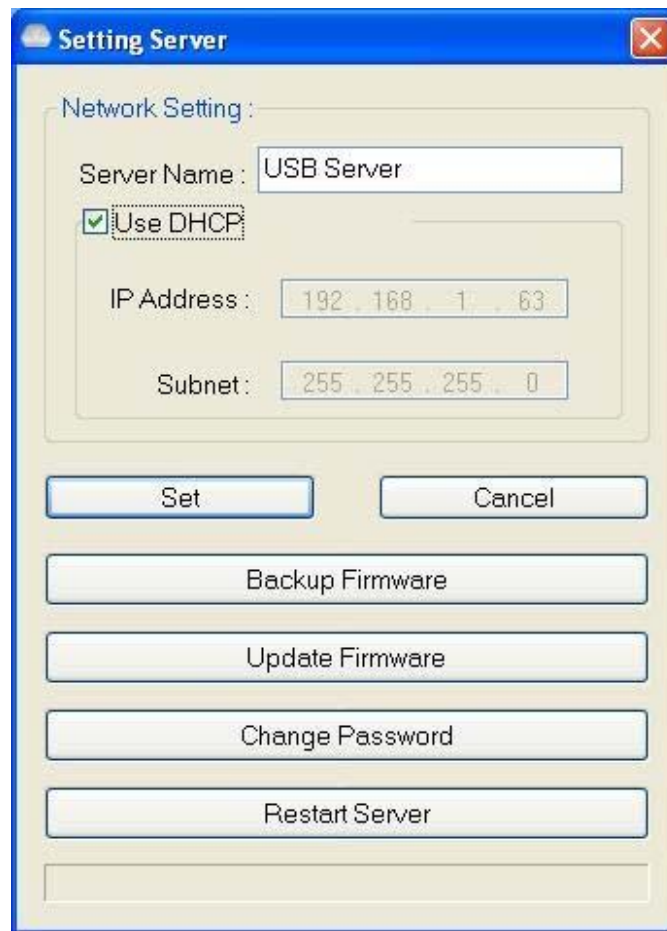 Setting Server
Network Setting :
Server Name : USB Server
Use DHCP
IP Address : 192 . 168 . 1 . 63
Subnet : 255 . 255 . 255 . 0
Set Cancel
Backup Firmware
Update Firmware
Change Password
Restart Server